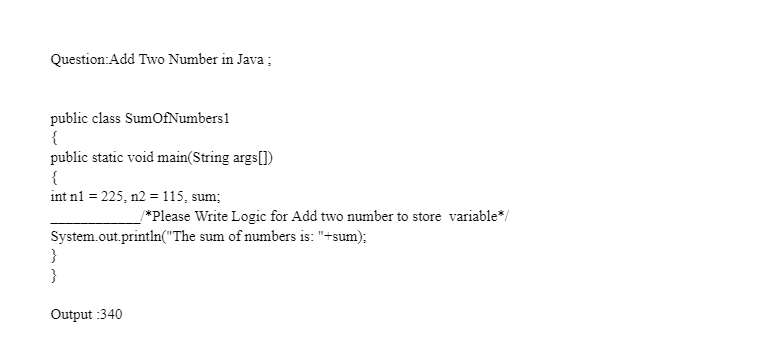 Question:Add Two Number in Java ;
public class SumOfNumbers1
{
public static void main(String args[])
{
int n1 = 225, n2 = 115, sum;
____________/*Please Write Logic for Add two number to store  variable*/
System.out.println("The sum of numbers is: "+sum);
}
}
Output :340